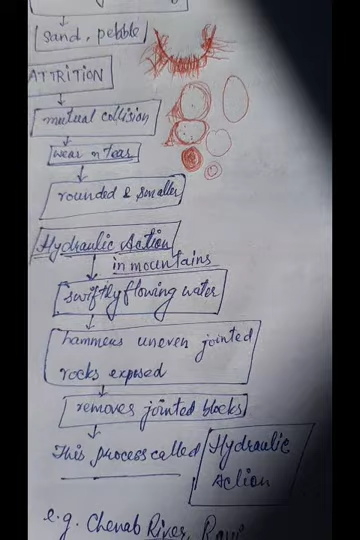 sand, pebble
ATTRITION
mutual collision
wear n tear
rounded & smaller
Hydraulic Action
in mountains
swiftly flowing water
hammers uneven jointed
rocks exposed
removes jointed blocks
This process called Hydraulic
Action
e.g. Chenab River, Ravi